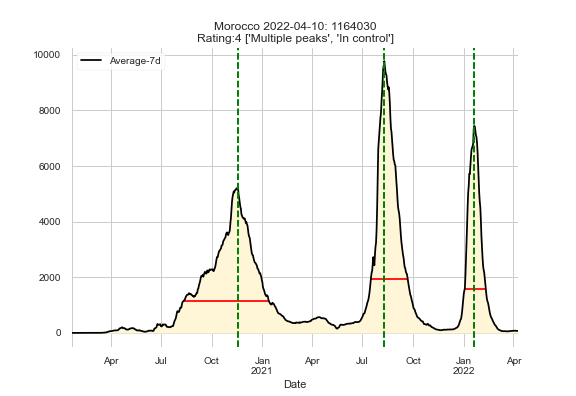 Morocco 2022-04-10: 1164030
Rating:4 ['Multiple peaks', 'In control']
Average-7d
10000
8000
6000
4000
2000
0
Apr
Jul
Oct
Jan
2021
Apr
Jul
Oct
Jan
2022
Apr
Date